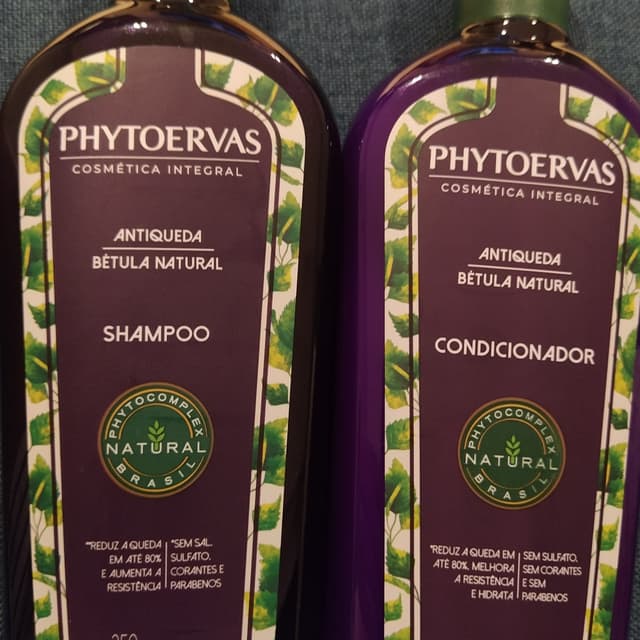 PHYTOERVAS
COSMÉTICA INTEGRAL
ANTIQUEDA
BÉTULA NATURAL
SHAMPOO
PHYTOCOMPLEX
NATURAL
BRASIL
**REDUZ A QUEDA
EM ATÉ 80%
E AUMENTA A
RESISTÊNCIA
*SEM SAL,
SULFATO,
CORANTES E
PARABENOS
250
PHYTOERVAS
COSMÉTICA INTEGRAL
ANTIQUEDA
BÉTULA NATURAL
CONDICIONADOR
PHYTOCOMPLEX
NATURAL
BRASIL
*REDUZ A QUEDA EM
ATÉ 80%, MELHORA
A RESISTÊNCIA
E HIDRATA
SEM SULFATO,
SEM CORANTES
E SEM
PARABENOS